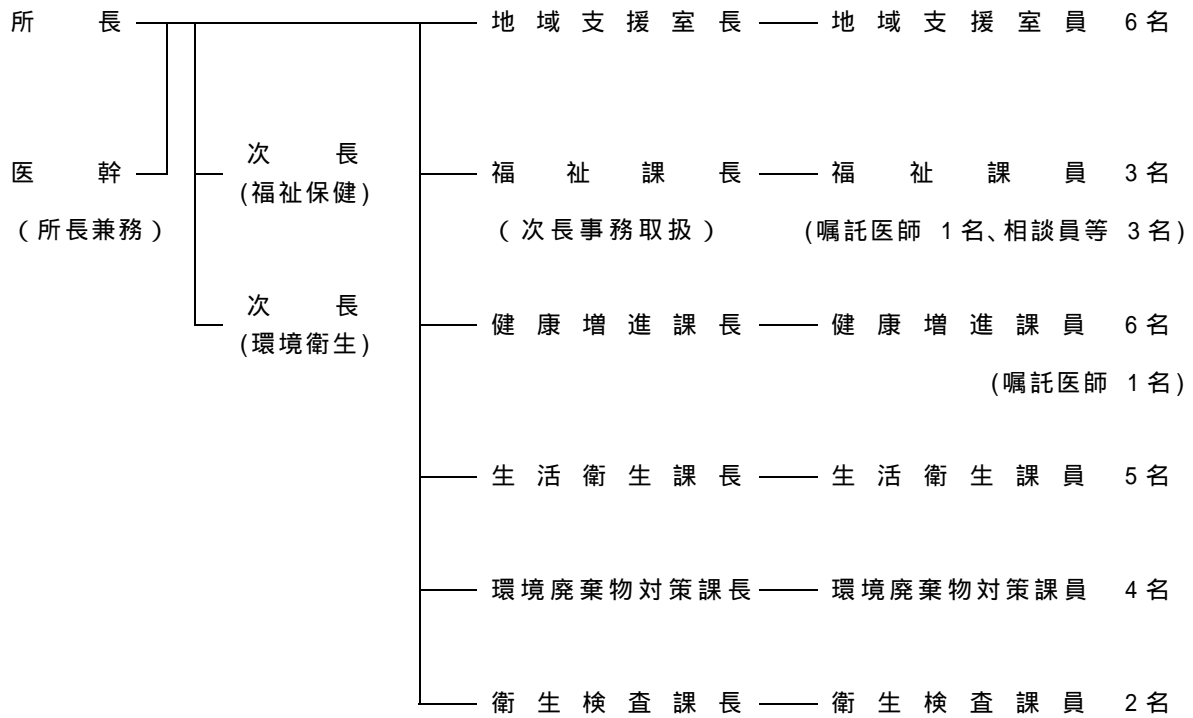 所長 地域支援室長 地域支援室員 6名
医幹 次長 福祉課長 福祉課員 3名
(福祉保健)
(所長兼務) (次長事務取扱) (嘱託医師 1名、相談員等 3名)
次長 健康増進課長 健康増進課員 6名
(環境衛生)
(嘱託医師 1名)
生活衛生課長 生活衛生課員 5名
環境廃棄物対策課長 環境廃棄物対策課員 4名
衛生検査課長 衛生検査課員 2名